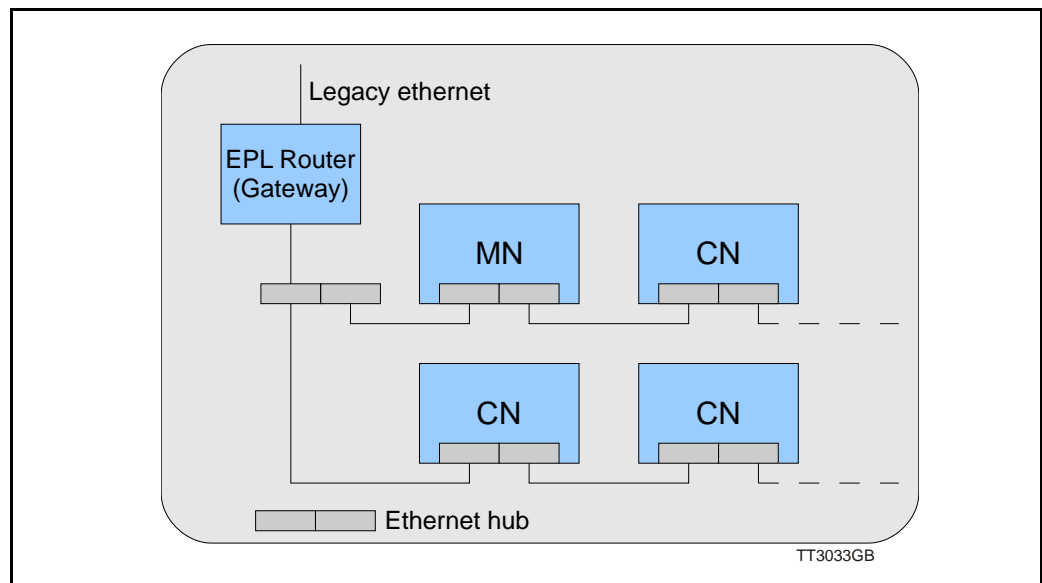 Legacy ethernet
EPL Router
(Gateway)
MN
CN
CN
CN
Ethernet hub
TT3033GB